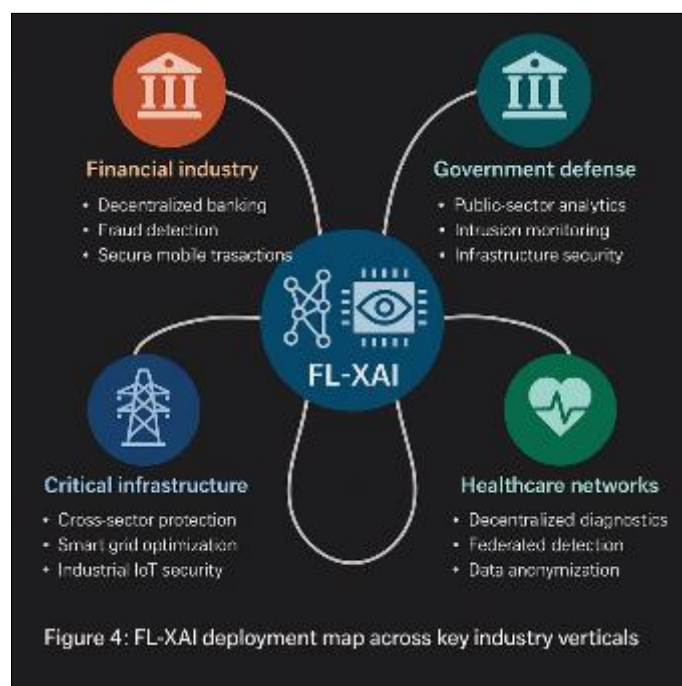 Financial industry
• Decentralized banking
• Fraud detection
• Secure mobile trasactions
Government defense
• Public-sector analytics
• Intrusion monitoring
• Infrastructure security
FL-XAI
Critical infrastructure
• Cross-sector protection
• Smart grid optimization
• Industrial IoT security
Healthcare networks
• Decentralized diagnostics
• Federated detection
• Data anonymization
Figure 4: FL-XAI deployment map across key industry verticals